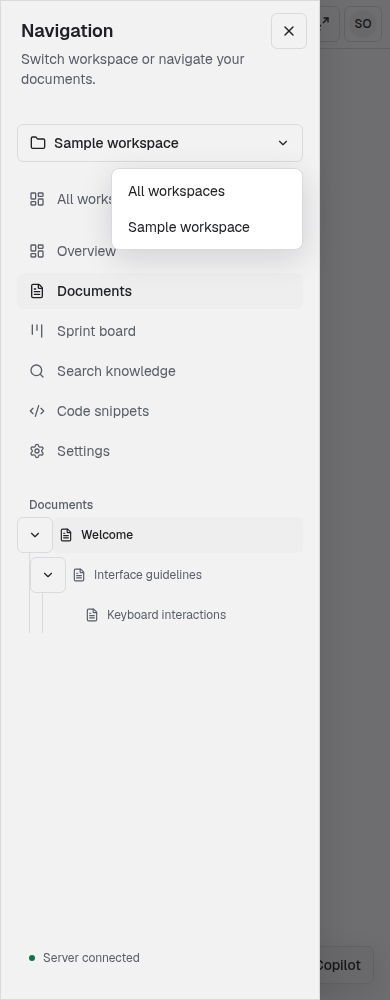 Navigation
Switch workspace or navigate your
documents.
SO
Sample workspace
All workspaces
Sample workspace
All works
Overview
Documents
Sprint board
Search knowledge
Code snippets
Settings
Documents
Welcome
Interface guidelines
Keyboard interactions
Server connected
Copilot